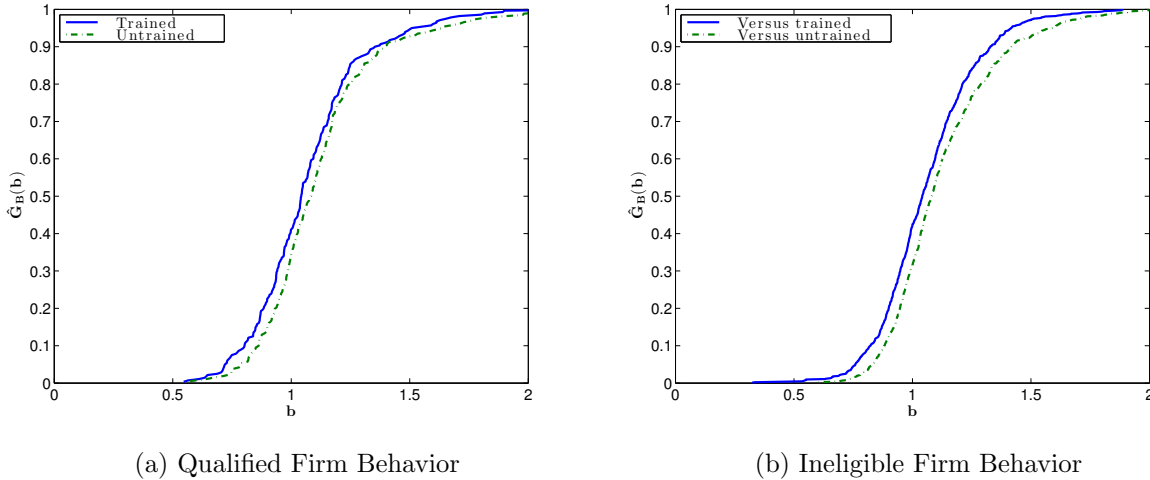 1
0.9
0.8
0.7
0.6
0.5
0.4
0.3
0.2
0.1
0
Ĝ_B(b)
Trained
Untrained
0 0.5 1 1.5 2
b
(a) Qualified Firm Behavior
1
0.9
0.8
0.7
0.6
0.5
0.4
0.3
0.2
0.1
0
Ĝ_B(b)
Versus trained
Versus untrained
0 0.5 1 1.5 2
b
(b) Ineligible Firm Behavior